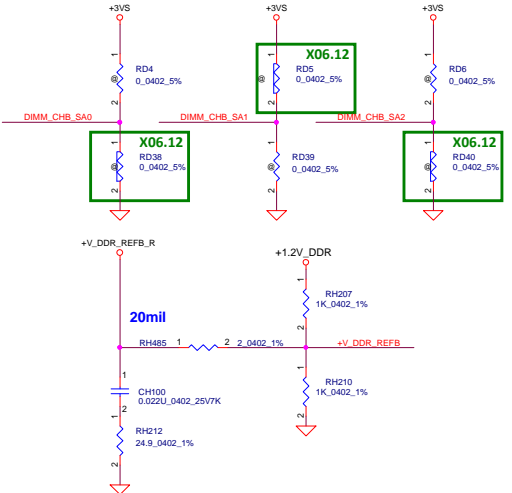 +3VS
+3VS
+3VS
1
RD4
@
0_0402_5%
2
X06.12
1
RD5
@
0_0402_5%
2
1
RD6
@
0_0402_5%
2
DIMM_CHB_SA0
DIMM_CHB_SA1
DIMM_CHB_SA2
X06.12
1
RD38
@
0_0402_5%
2
1
RD39
@
0_0402_5%
2
X06.12
1
RD40
@
0_0402_5%
2
+V_DDR_REFB_R
+1.2V_DDR
1
RH207
1K_0402_1%
2
20mil
RH485
1
2
2_0402_1%
+V_DDR_REFB
1
CH100
0.022U_0402_25V7K
2
1
RH210
1K_0402_1%
2
1
RH212
24.9_0402_1%
2